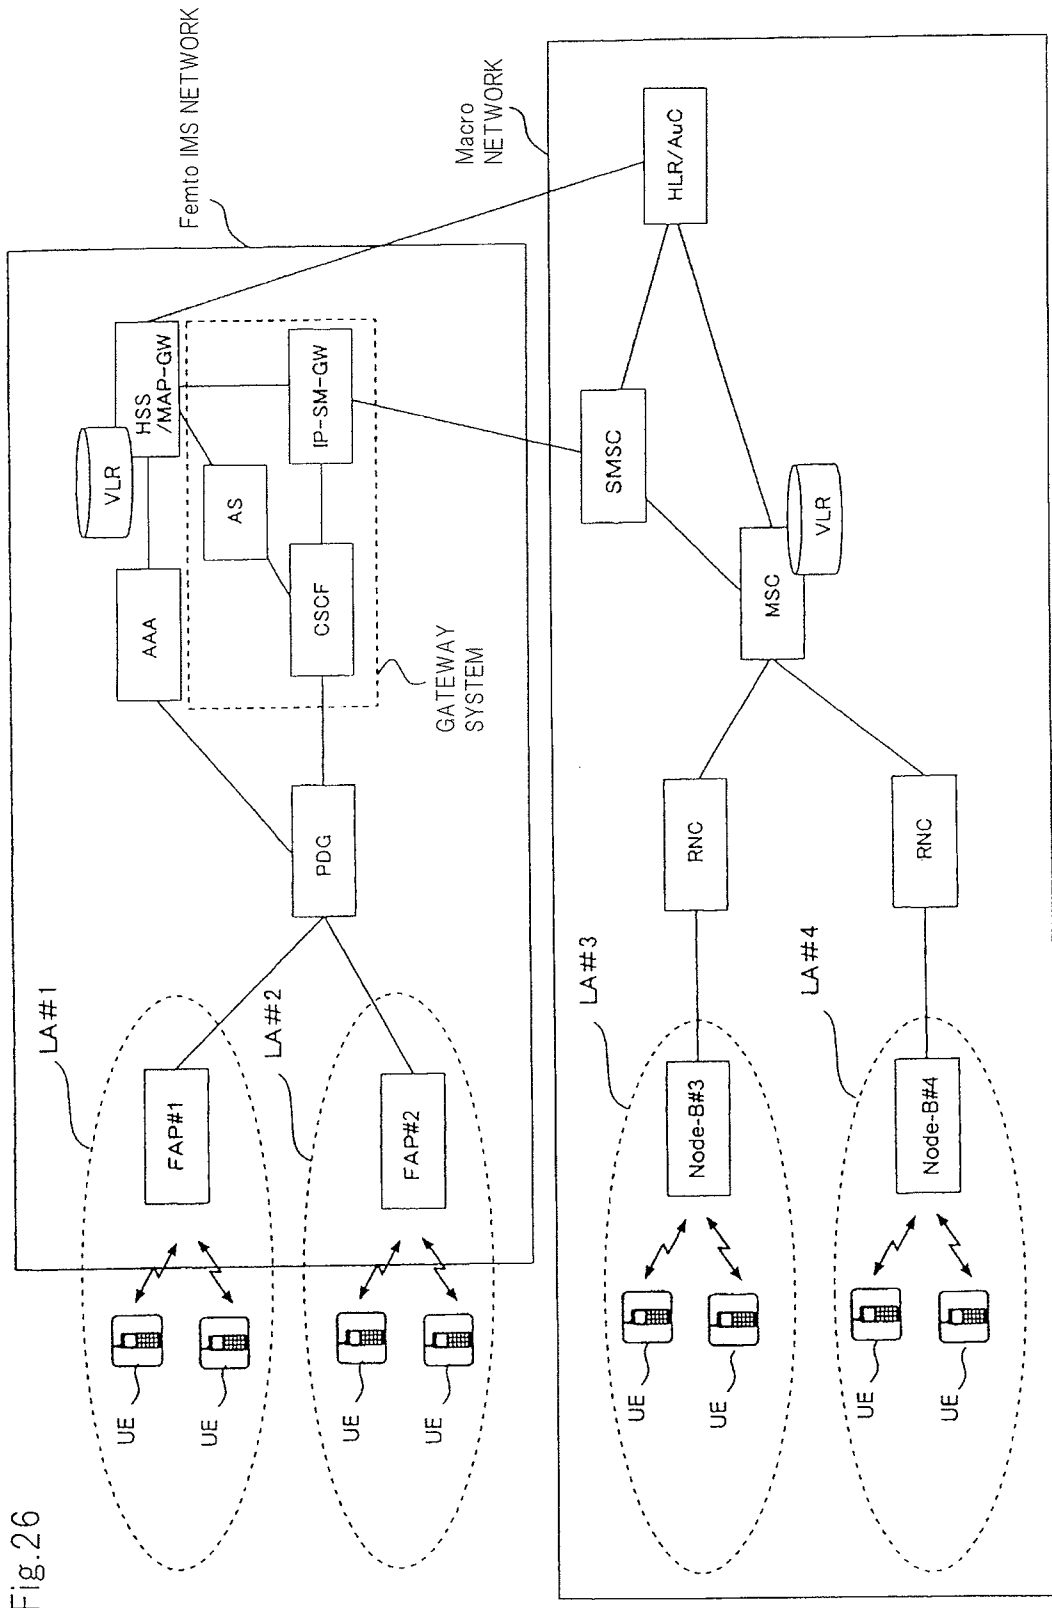 Fig.26
Femto IMS NETWORK
VLR
HSS
/MAP-GW
AAA
AS
IP-SM-GW
CSCF
GATEWAY
SYSTEM
PDG
LA#1
FAP#1
UE
UE
LA#2
FAP#2
UE
UE
Macro
NETWORK
HLR/AuC
SMSC
MSC
VLR
RNC
RNC
LA#3
Node-B#3
UE
UE
LA#4
Node-B#4
UE
UE